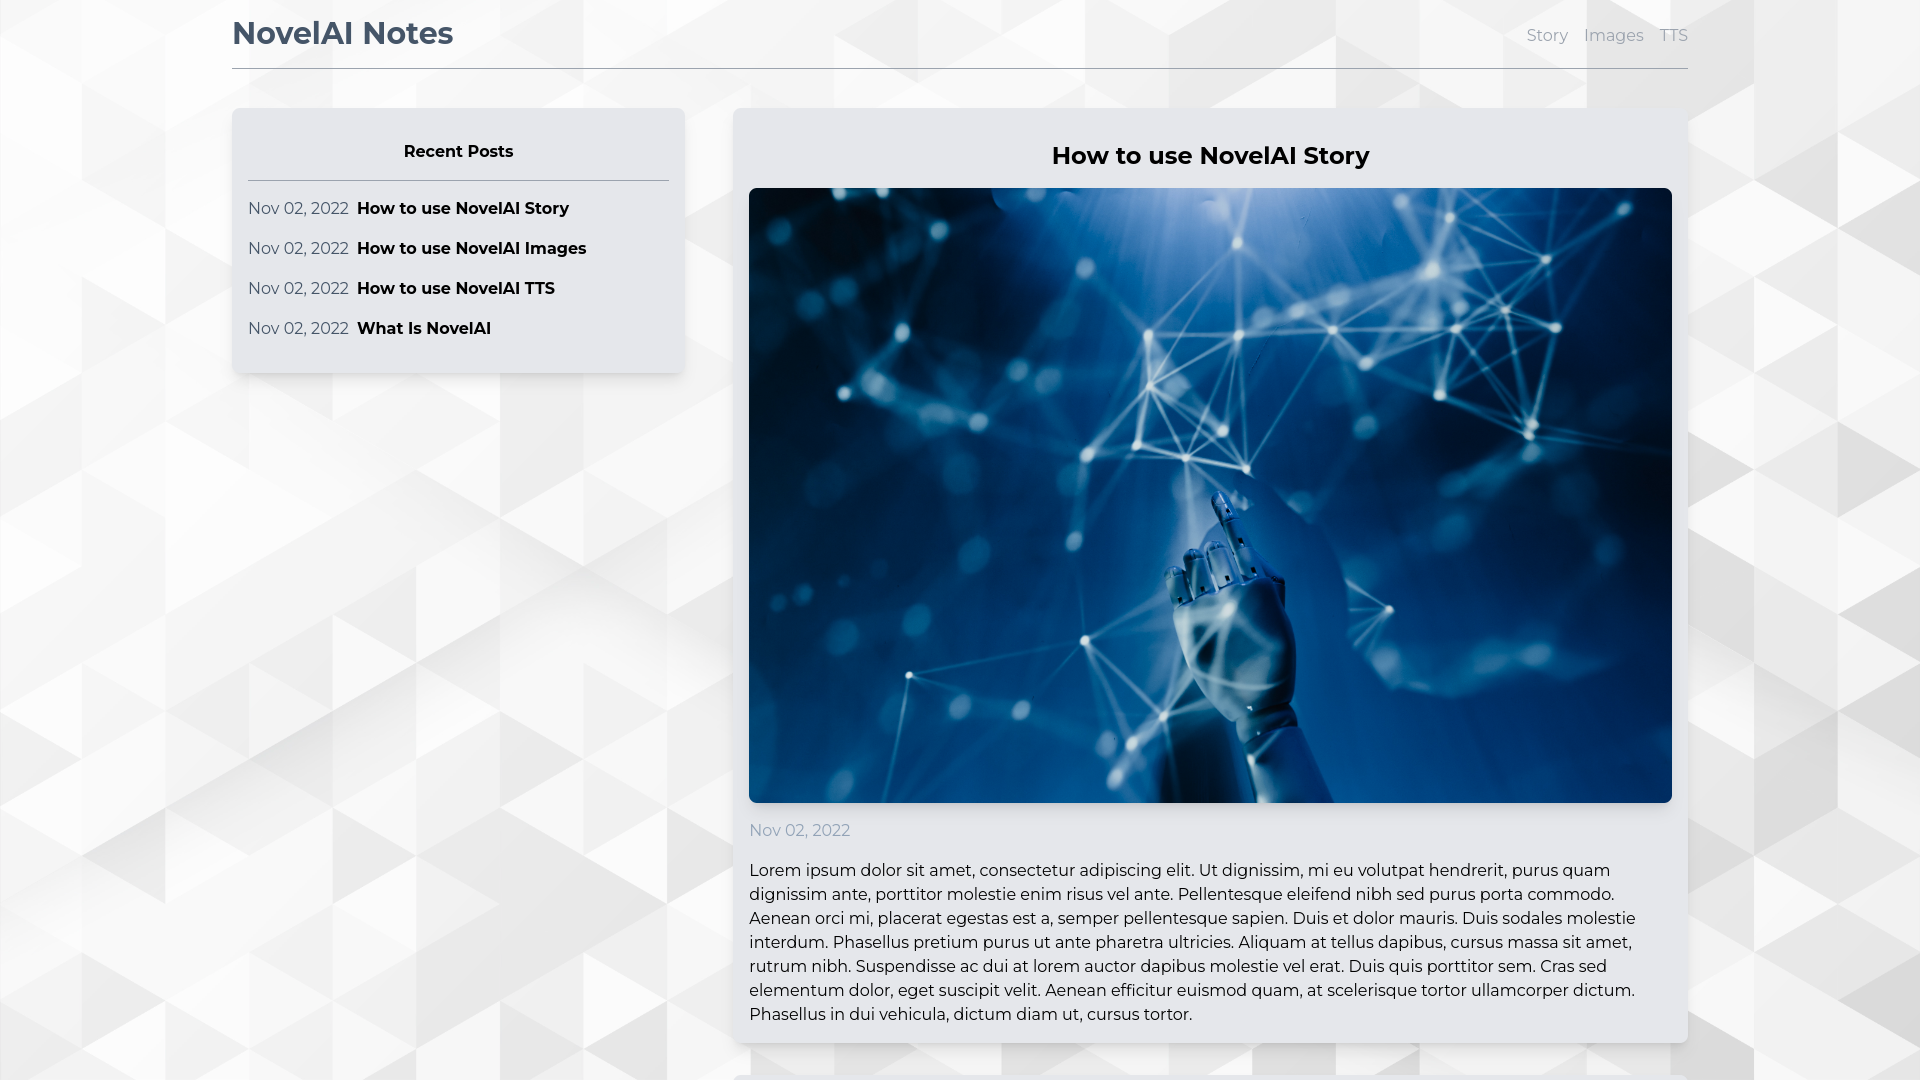 NovelAI Notes
Story Images TTS
Recent Posts
Nov 02, 2022 How to use NovelAI Story
Nov 02, 2022 How to use NovelAI Images
Nov 02, 2022 How to use NovelAI TTS
Nov 02, 2022 What Is NovelAI
How to use NovelAI Story
Nov 02, 2022
Lorem ipsum dolor sit amet, consectetur adipiscing elit. Ut dignissim, mi eu volutpat hendrerit, purus quam
dignissim ante, porttitor molestie enim risus vel ante. Pellentesque eleifend nibh sed purus porta commodo.
Aenean orci mi, placerat egestas est a, semper pellentesque sapien. Duis et dolor mauris. Duis sodales molestie
interdum. Phasellus pretium purus ut ante pharetra ultricies. Aliquam at tellus dapibus, cursus massa sit amet,
rutrum nibh. Suspendisse ac dui at lorem auctor dapibus molestie vel erat. Duis quis porttitor sem. Cras sed
elementum dolor, eget suscipit velit. Aenean efficitur euismod quam, at scelerisque tortor ullamcorper dictum.
Phasellus in dui vehicula, dictum diam ut, cursus tortor.